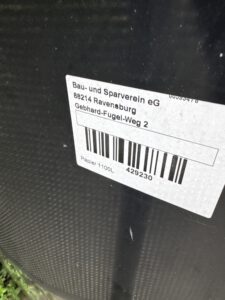 Bau- und Sparverein eG
88214 Ravensburg
Gebhard-Fugel-Weg 2
429230
Papier 1100L